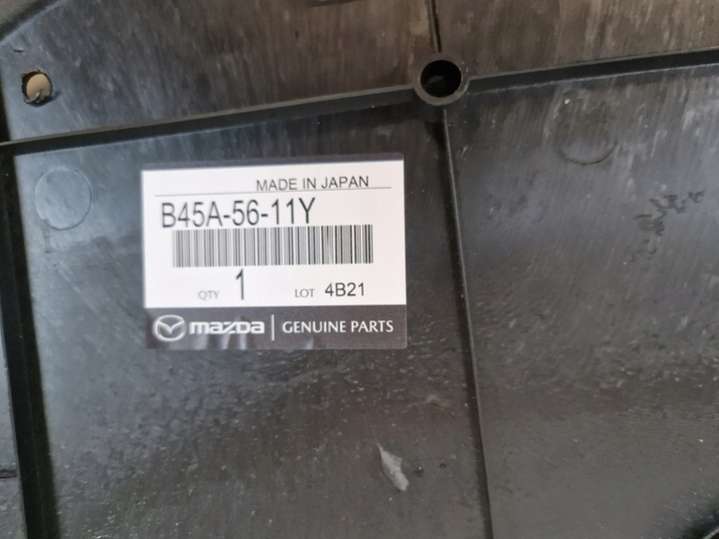 MADE IN JAPAN
B45A-56-11Y
QTY 1 LOT 4B21
mazda | GENUINE PARTS